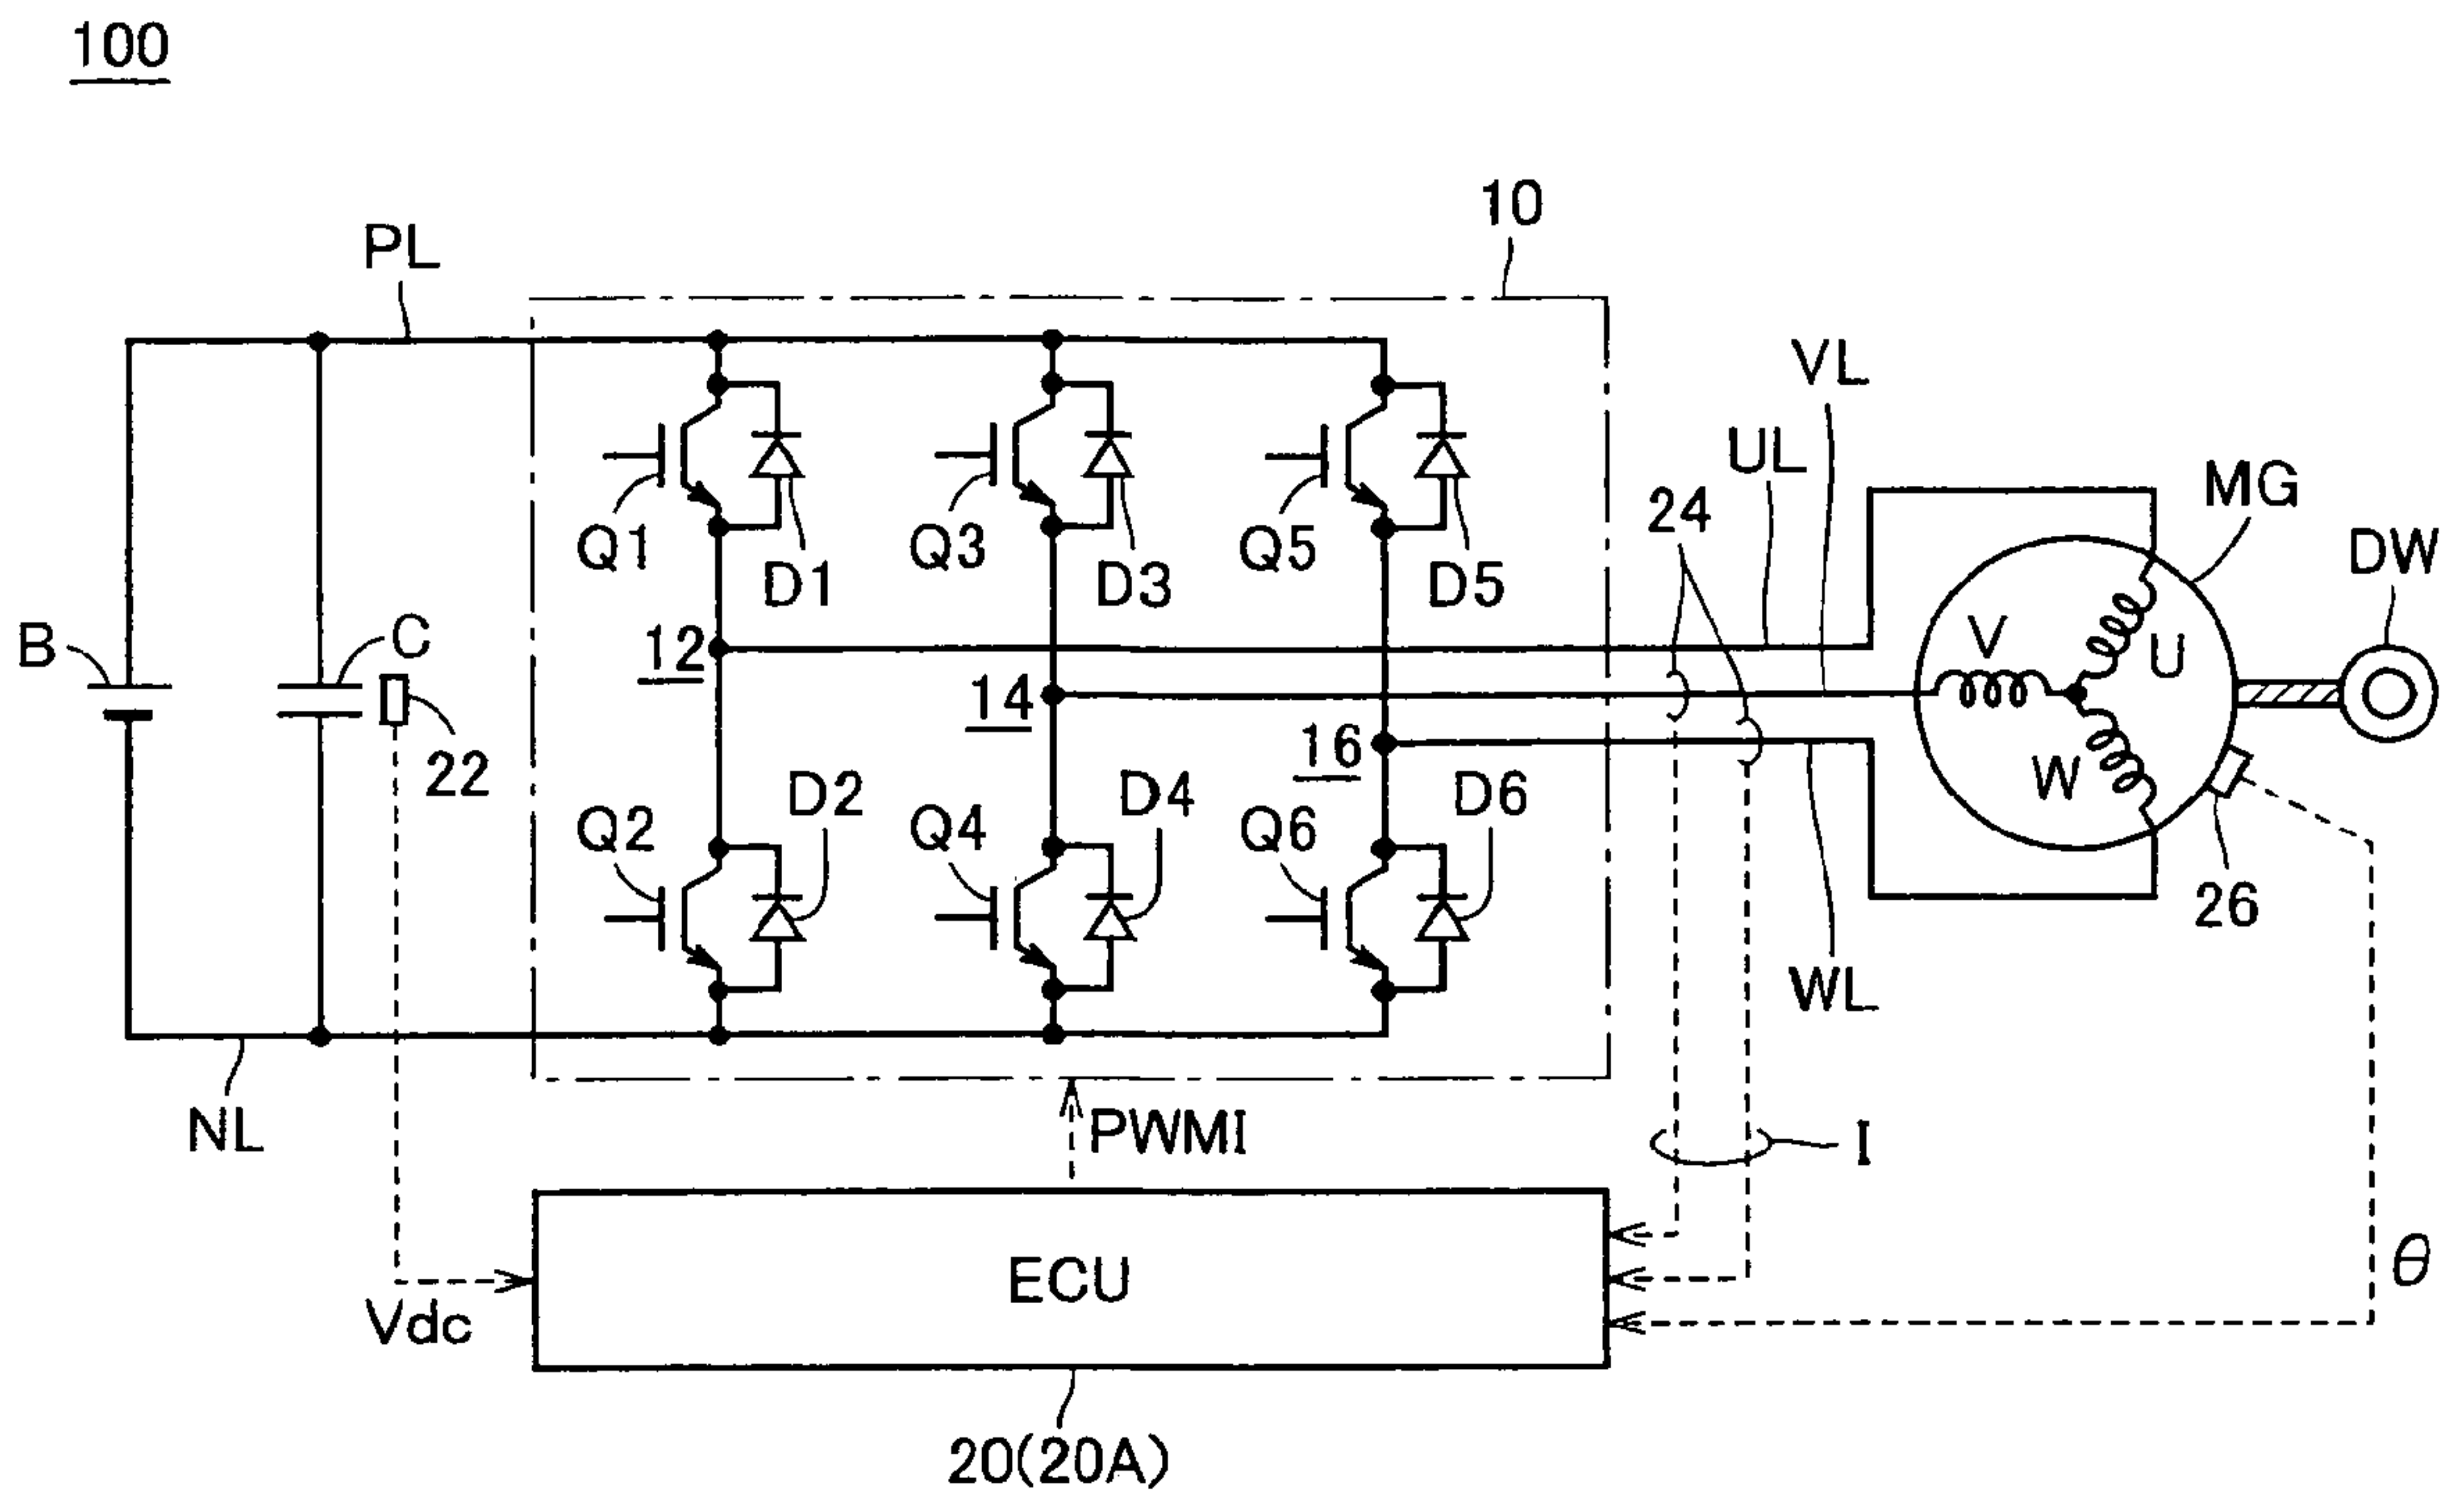 100
10
PL
VL
UL
MG
24
DW
Q1
D1
Q3
D3
Q5
D5
B
C
12
V
U
14
22
16
W
Q2
D2
Q4
D4
Q6
D6
26
WL
NL
PWMI
I
ECU
θ
Vdc
20(20A)